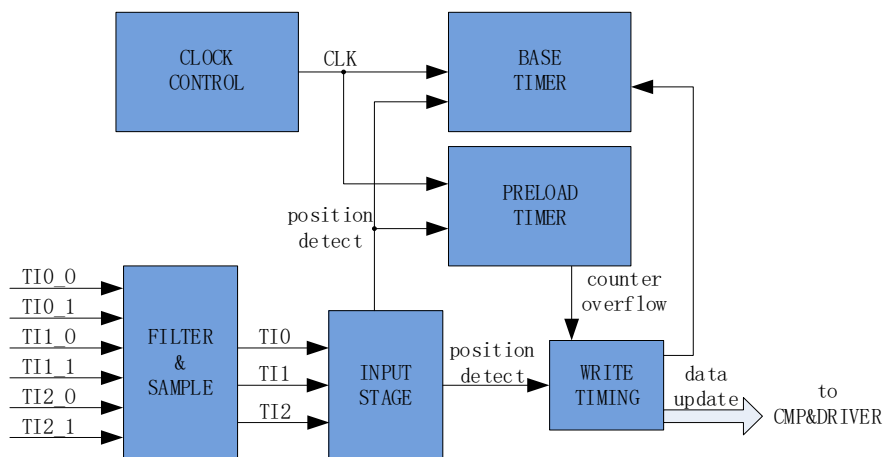 CLOCK
CONTROL
CLK
BASE
TIMER
PRELOAD
TIMER
position
detect
counter
overflow
TI0_0
TI0_1
TI1_0
TI1_1
TI2_0
TI2_1
FILTER
&
SAMPLE
TI0
TI1
TI2
INPUT
STAGE
position
detect
WRITE
TIMING
data
update
to
CMP&DRIVER